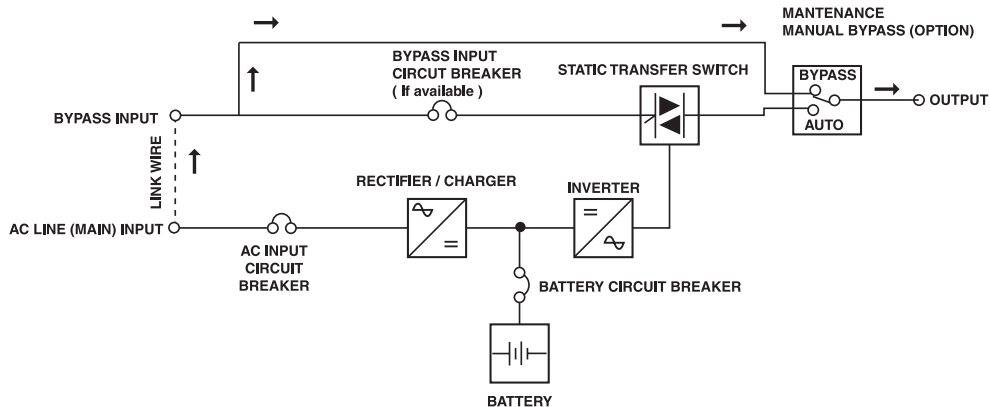 MANTENANCE
MANUAL BYPASS (OPTION)
BYPASS INPUT
CIRCUT BREAKER
( If available )
STATIC TRANSFER SWITCH
BYPASS
OUTPUT
BYPASS INPUT
AUTO
LINK WIRE
RECTIFIER / CHARGER
INVERTER
AC LINE (MAIN) INPUT
AC INPUT
CIRCUIT
BREAKER
BATTERY CIRCUIT BREAKER
BATTERY